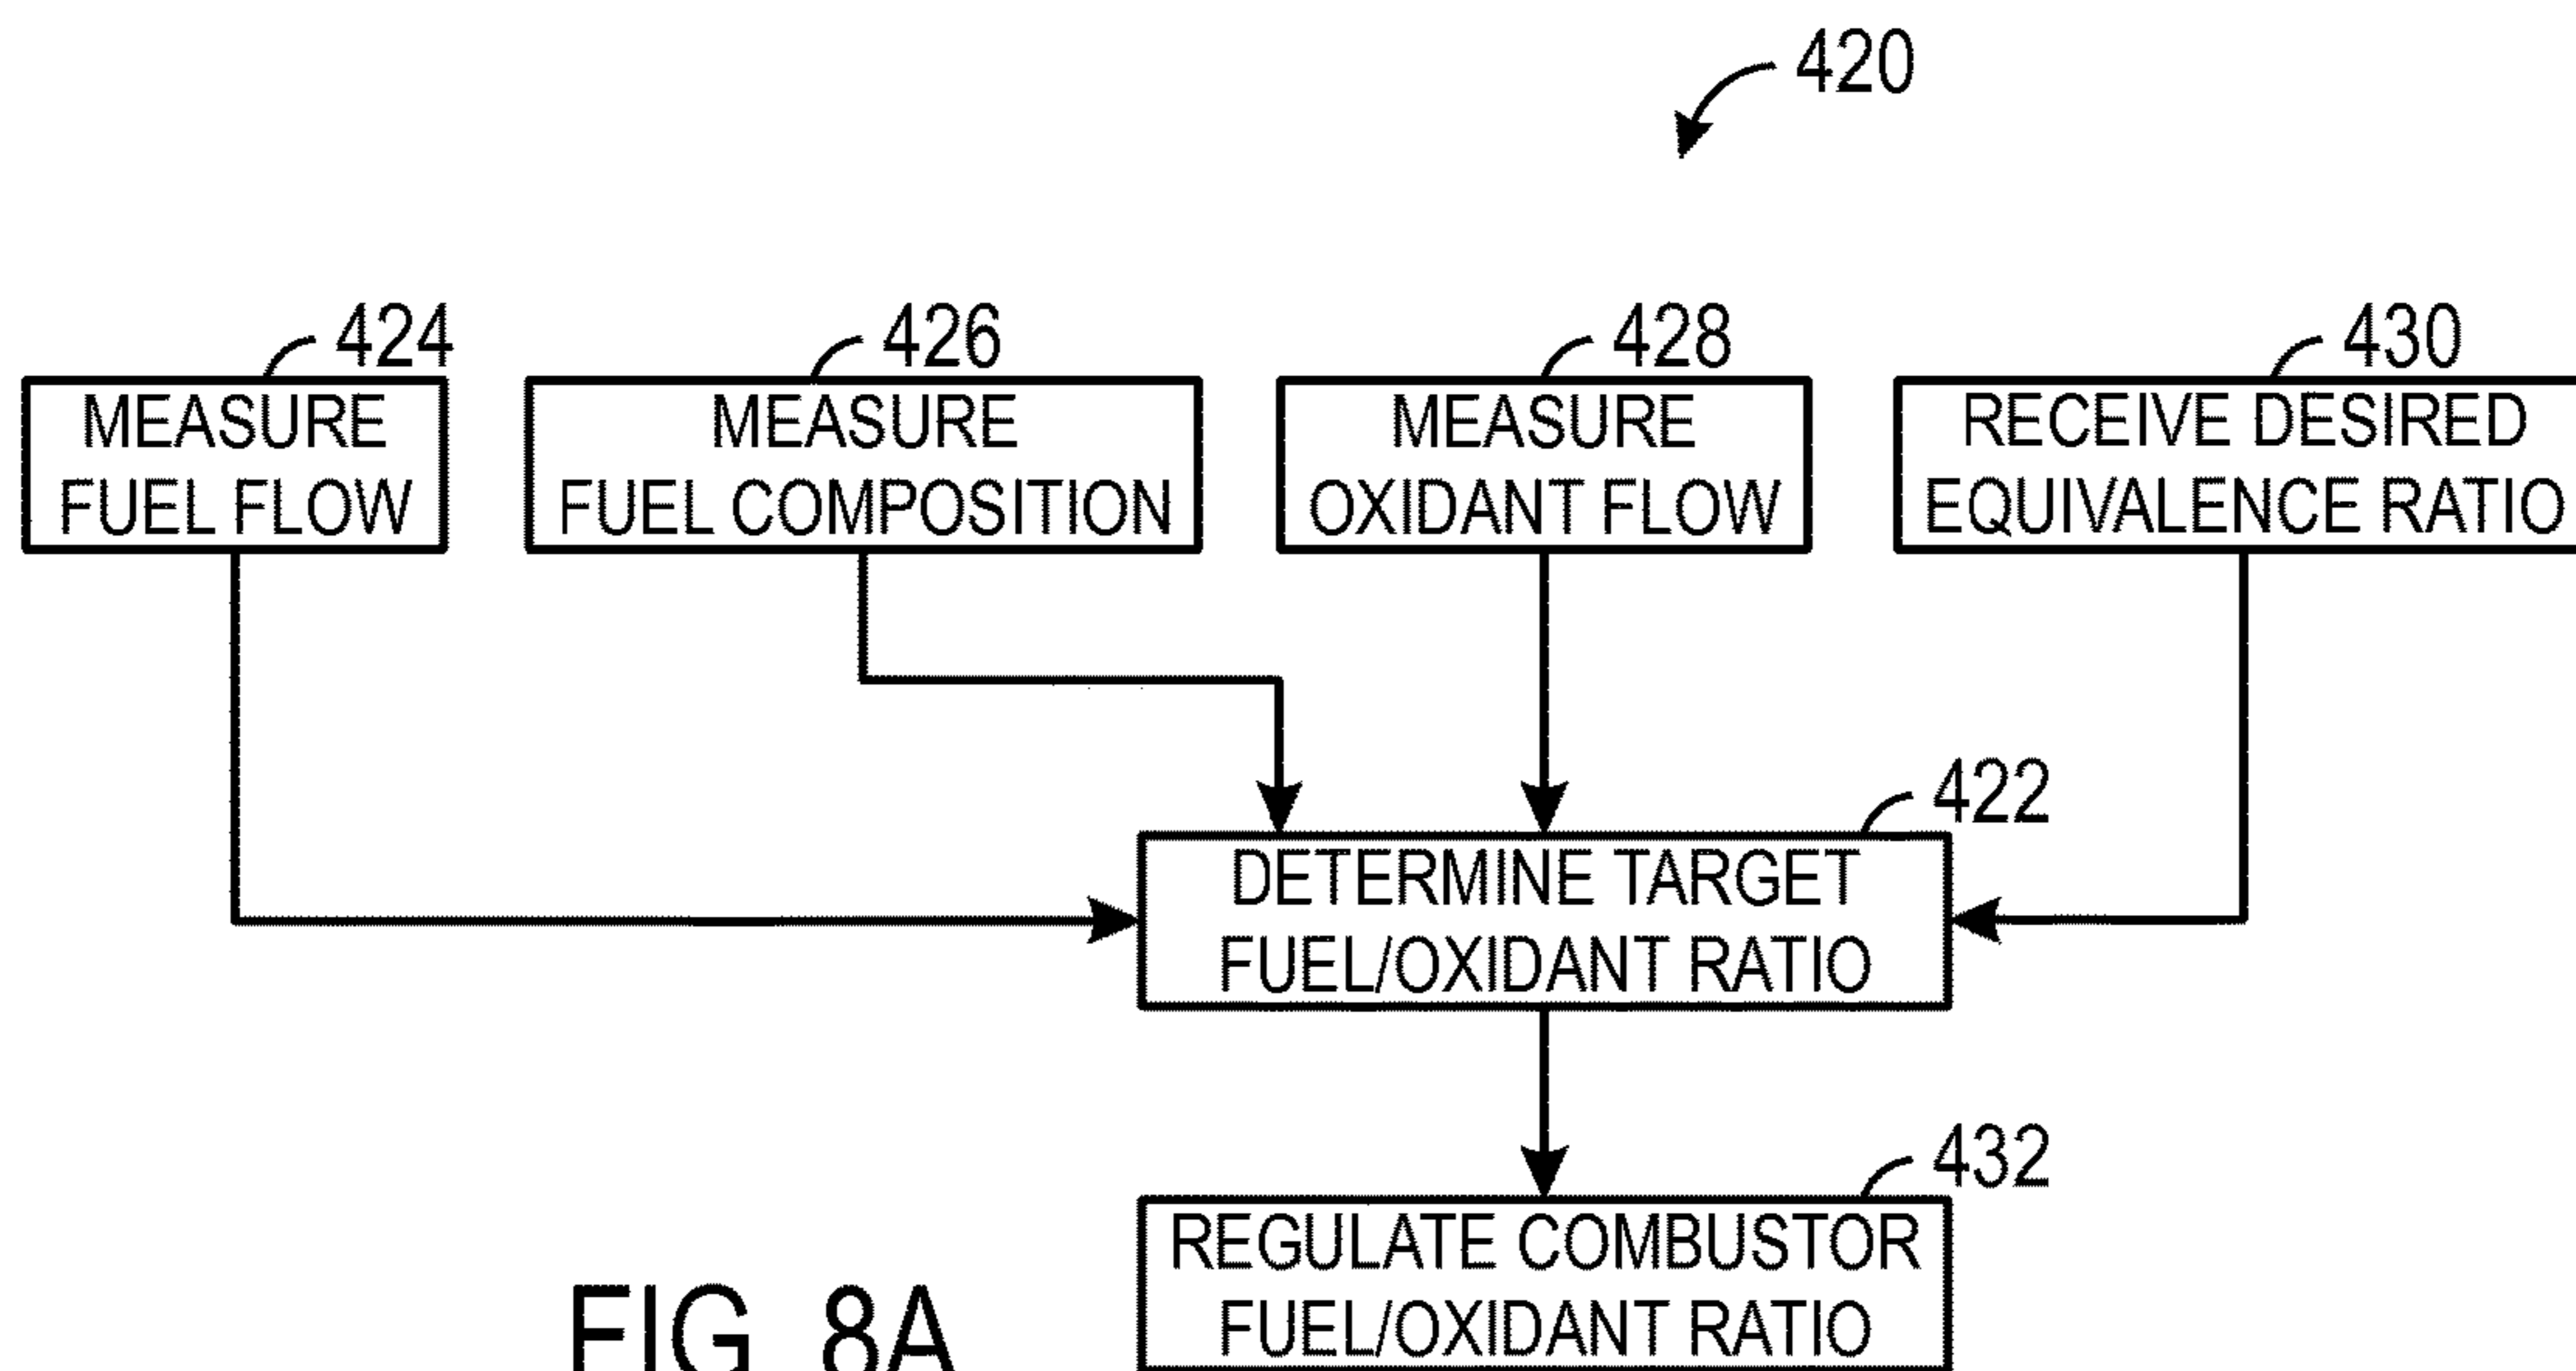 420
424
426
428
430
MEASURE
FUEL FLOW
MEASURE
FUEL COMPOSITION
MEASURE
OXIDANT FLOW
RECEIVE DESIRED
EQUIVALENCE RATIO
422
DETERMINE TARGET
FUEL/OXIDANT RATIO
432
REGULATE COMBUSTOR
FUEL/OXIDANT RATIO
FIG. 8A